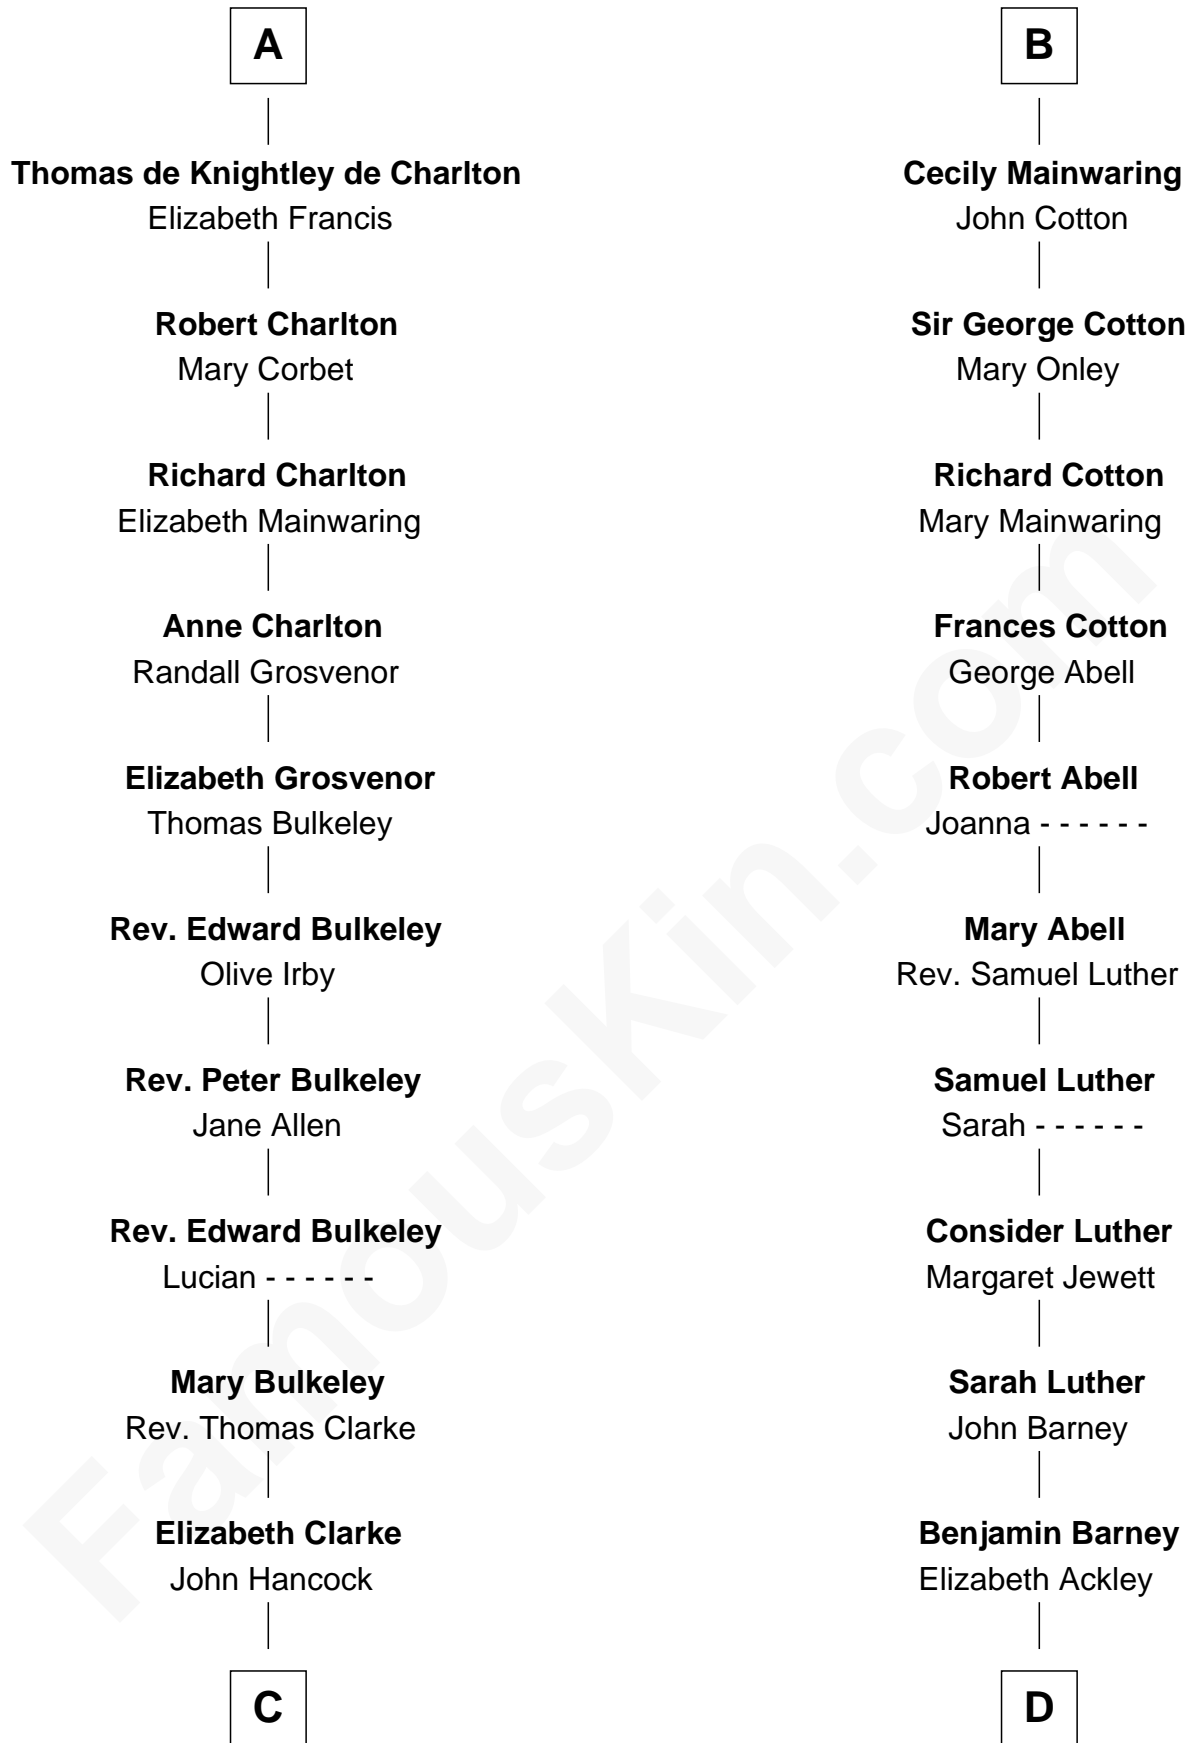 A
Thomas de Knightley de Charlton
Elizabeth Francis
Robert Charlton
Mary Corbet
Richard Charlton
Elizabeth Mainwaring
Anne Charlton
Randall Grosvenor
Elizabeth Grosvenor
Thomas Bulkeley
Rev. Edward Bulkeley
Olive Irby
Rev. Peter Bulkeley
Jane Allen
Rev. Edward Bulkeley
Lucian - - - - - -
Mary Bulkeley
Rev. Thomas Clarke
Elizabeth Clarke
John Hancock
C
B
Cecily Mainwaring
John Cotton
Sir George Cotton
Mary Onley
Richard Cotton
Mary Mainwaring
Frances Cotton
George Abell
Robert Abell
Joanna - - - - - -
Mary Abell
Rev. Samuel Luther
Samuel Luther
Sarah - - - - - -
Consider Luther
Margaret Jewett
Sarah Luther
John Barney
Benjamin Barney
Elizabeth Ackley
D
FamousKin.com